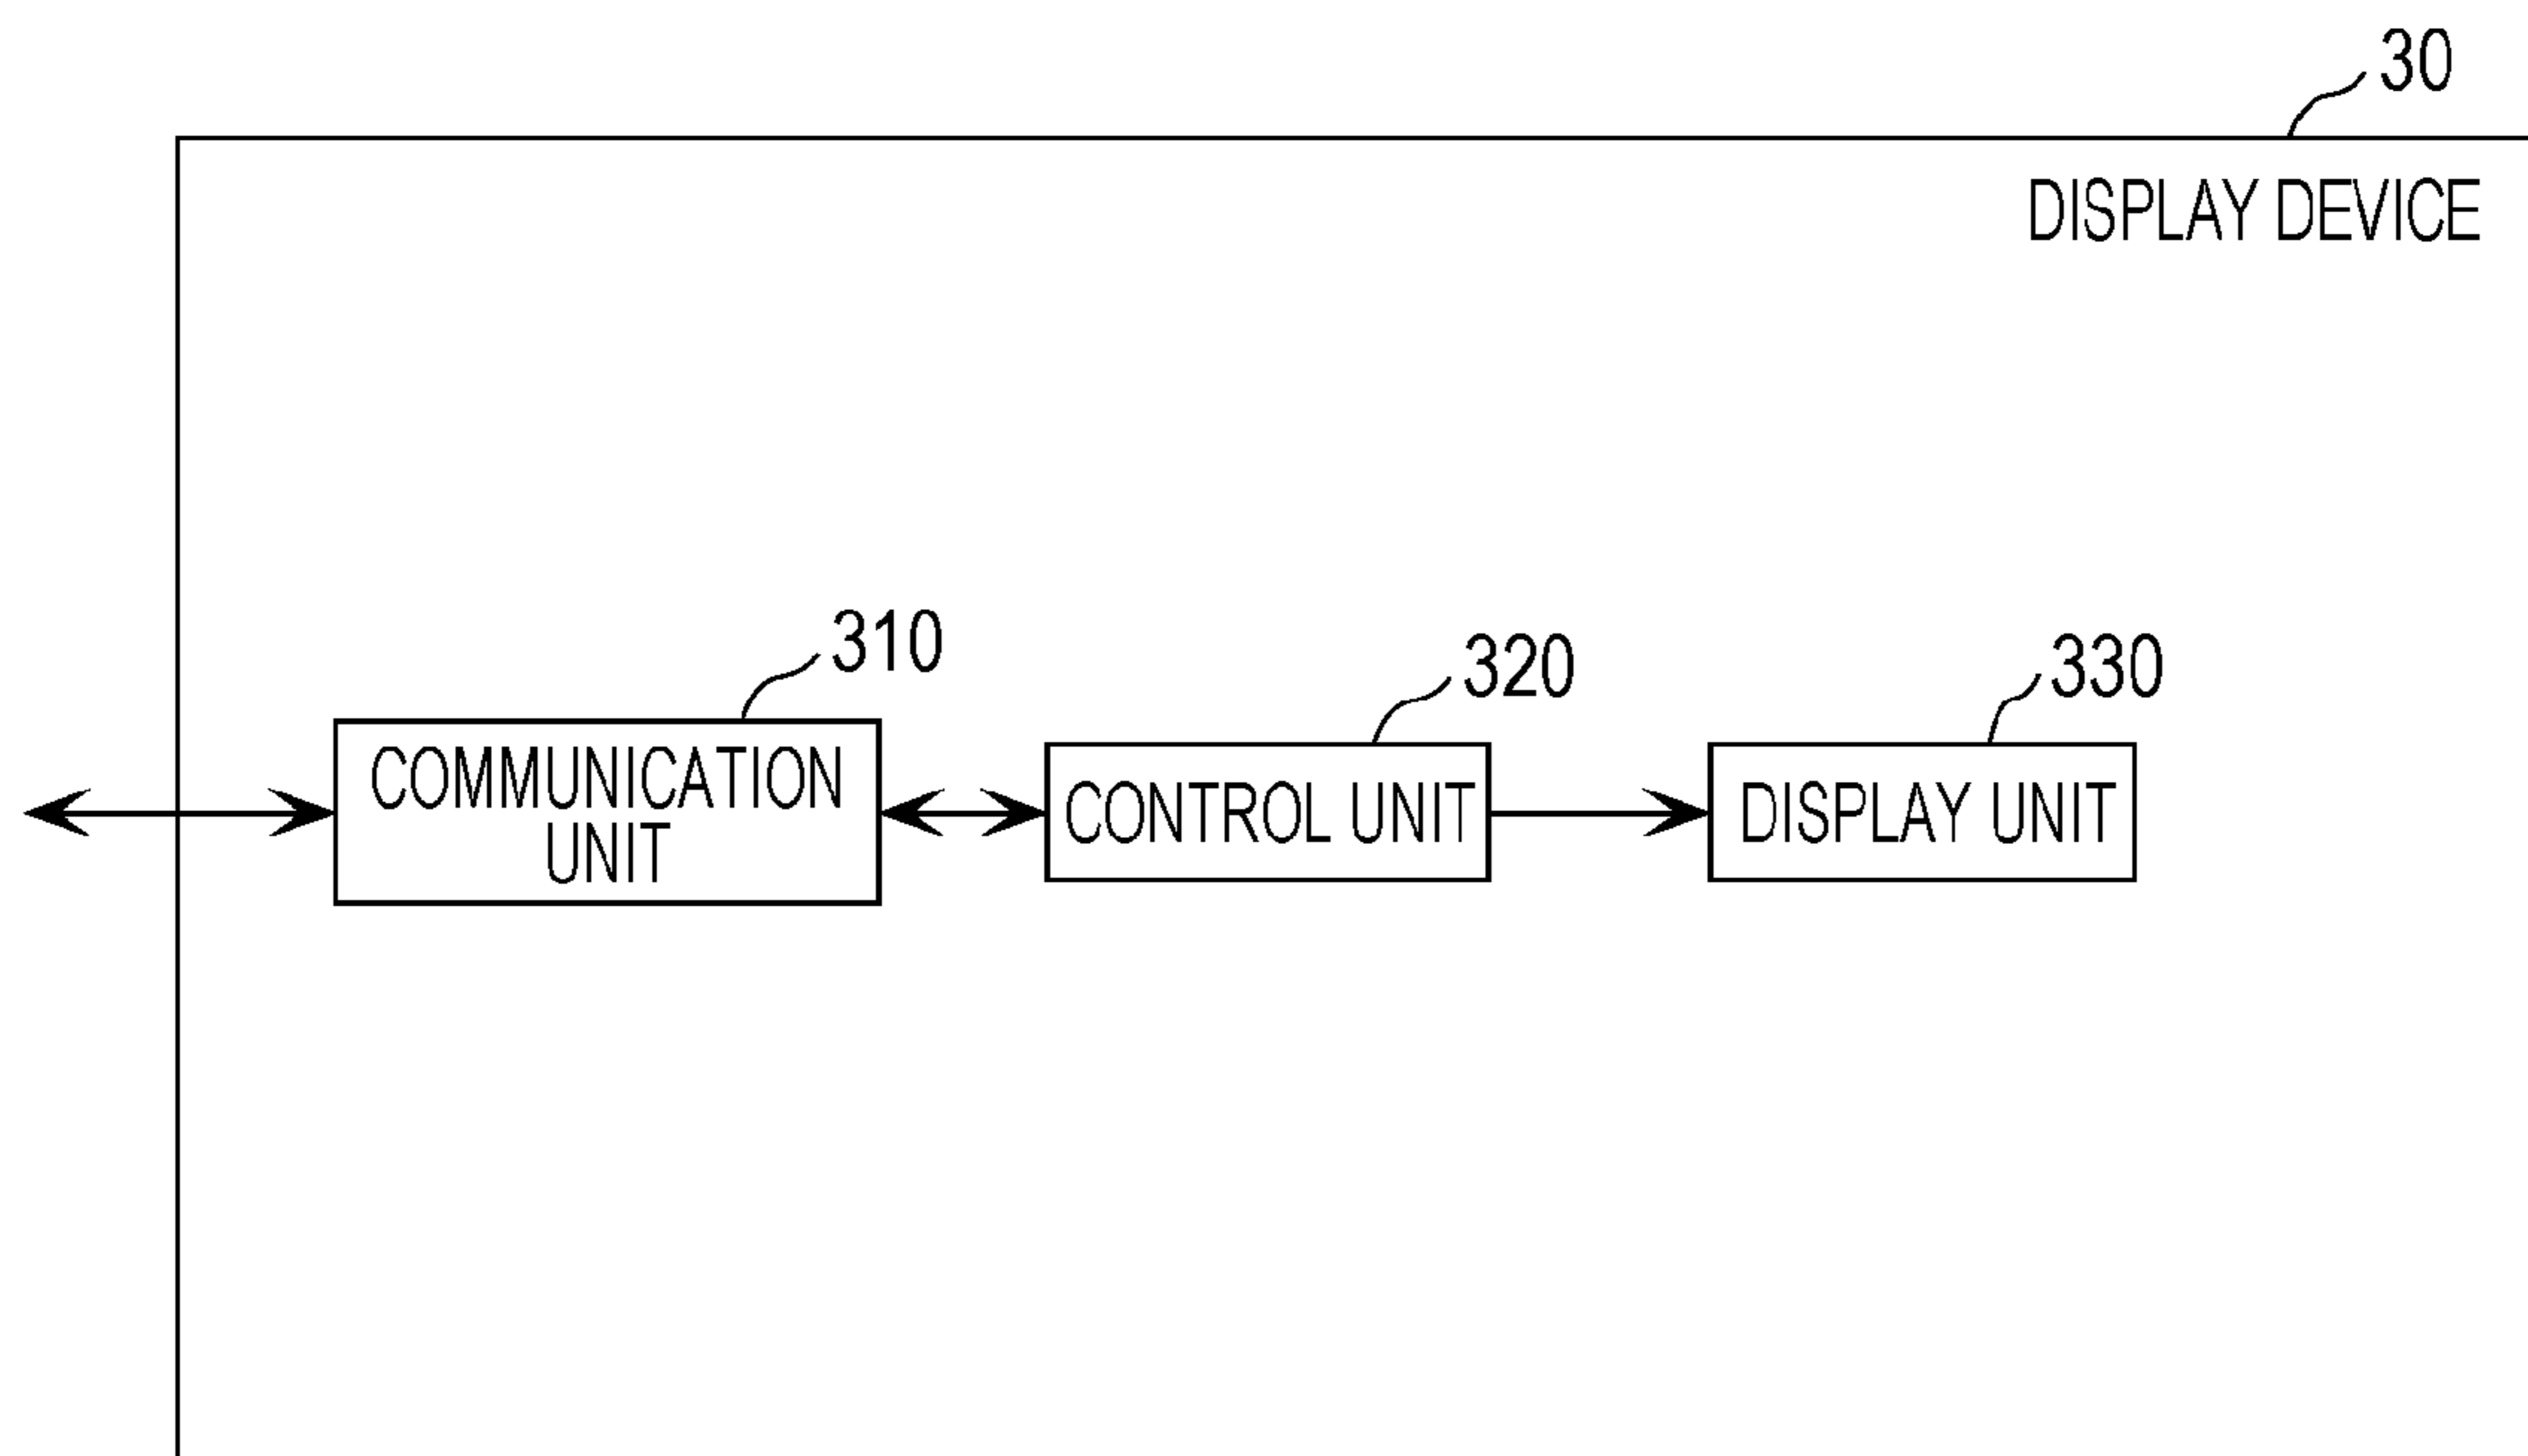 30
DISPLAY DEVICE
310
320
330
COMMUNICATION
UNIT
CONTROL UNIT
DISPLAY UNIT